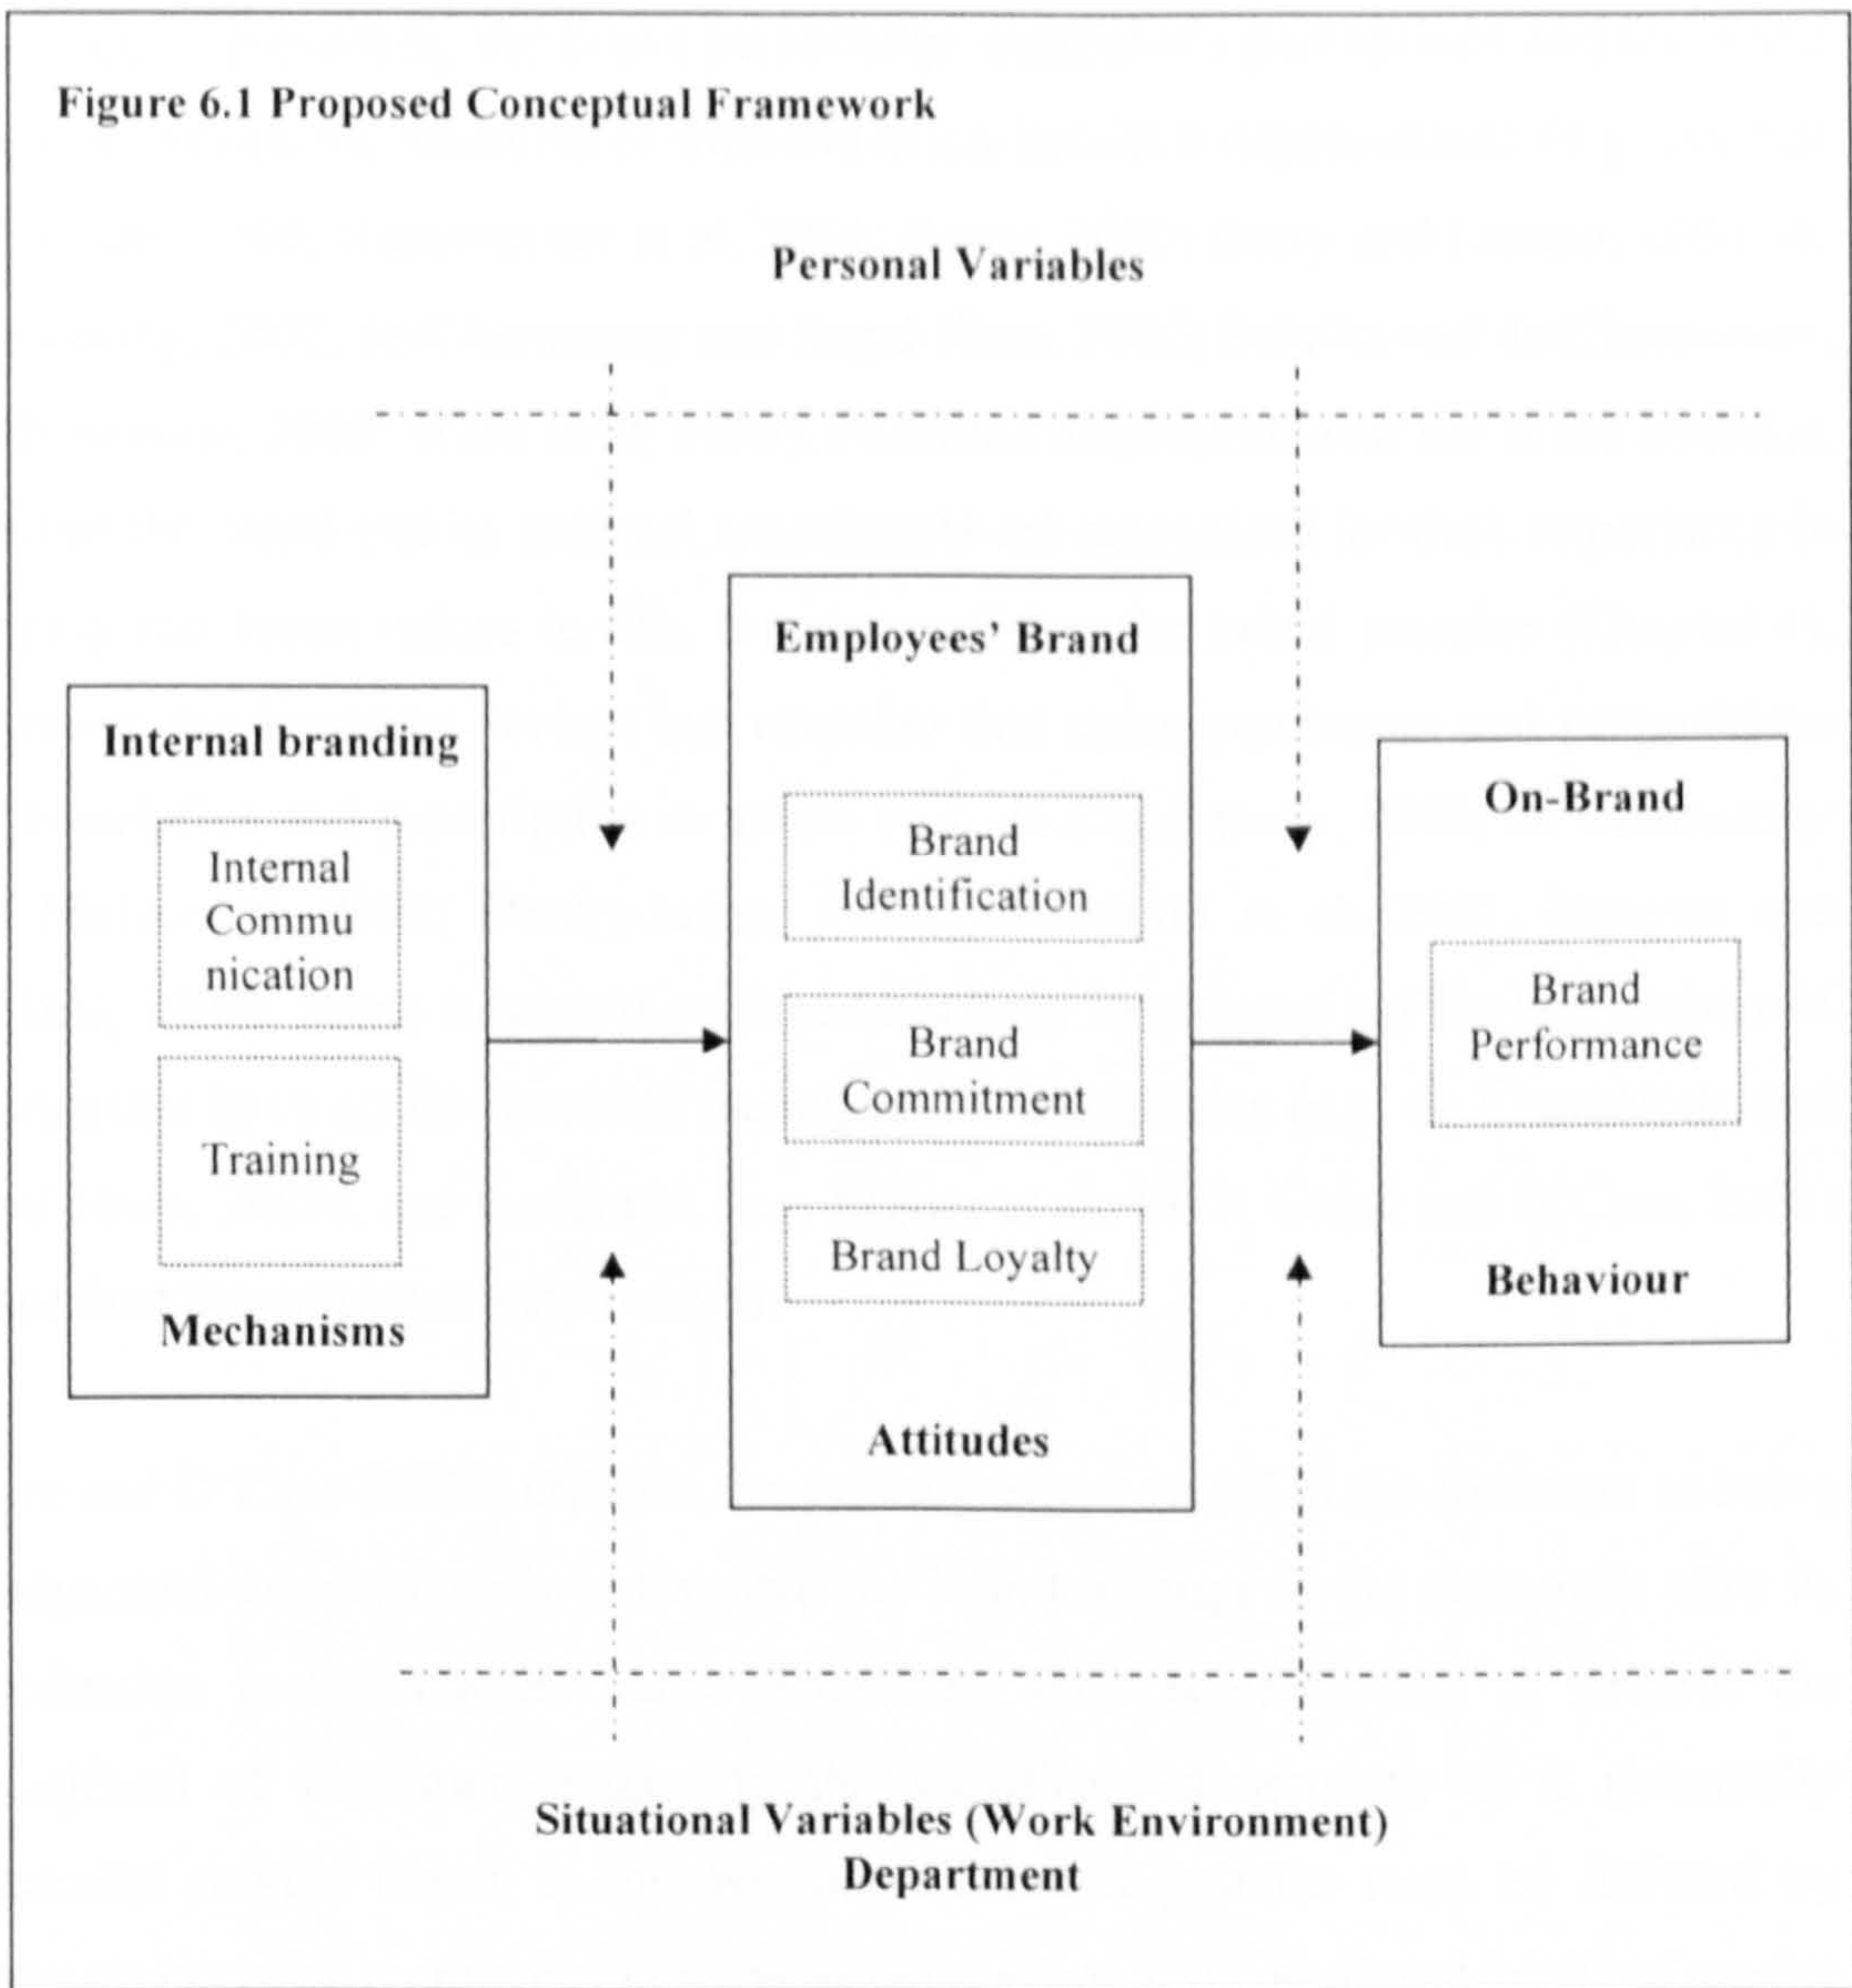 Figure 6.1 Proposed Conceptual Framework
Personal Variables
Internal branding
Internal
Commu
nication
Training
Mechanisms
Employees’ Brand
Brand
Identification
Brand
Commitment
Brand Loyalty
Attitudes
On-Brand
Brand
Performance
Behaviour
Situational Variables (Work Environment)
Department